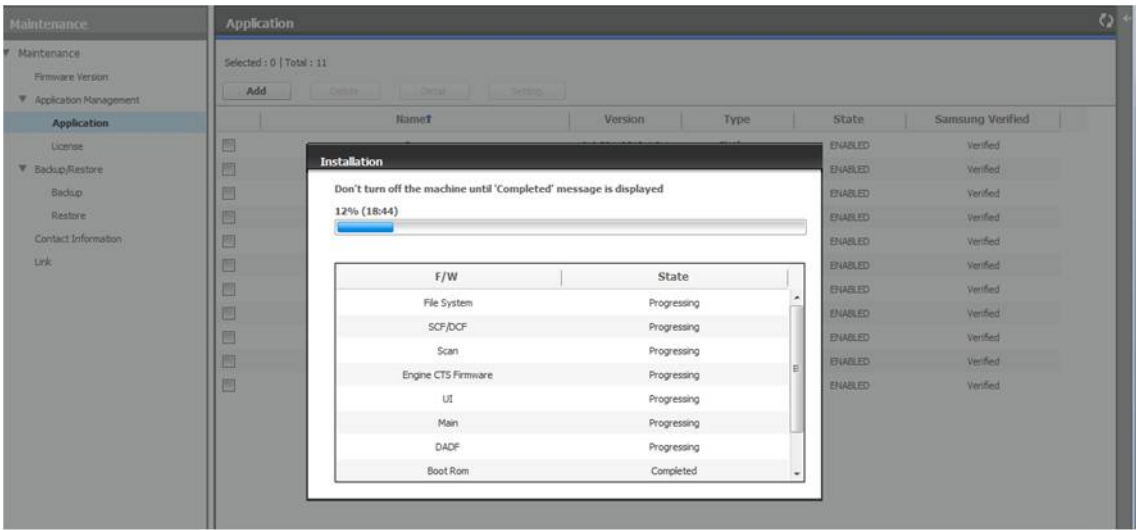 Maintenance
Application
Maintenance
Firmware Version
Application Management
Application
License
Backup/Restore
Backup
Restore
Contact Information
Link
Selected : 0 | Total : 11
Add Delete Detail Setting
Name Version Type State Samsung Verified
ENABLED Verified
ENABLED Verified
ENABLED Verified
ENABLED Verified
ENABLED Verified
ENABLED Verified
ENABLED Verified
ENABLED Verified
ENABLED Verified
ENABLED Verified
ENABLED Verified
Installation
Don't turn off the machine until 'Completed' message is displayed
12% (18:44)
F/W State
File System Progressing
SCF/DCF Progressing
Scan Progressing
Engine CTS Firmware Progressing
UI Progressing
Main Progressing
DADF Progressing
Boot Rom Completed